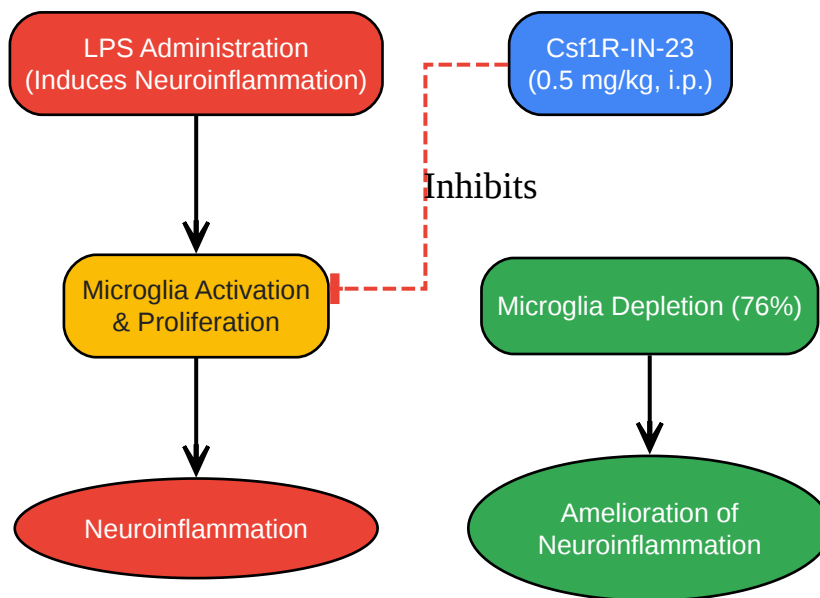 LPS Administration
(Induces Neuroinflammation)
Csf1R-IN-23
(0.5 mg/kg, i.p.)
Inhibits
Microglia Activation
& Proliferation
Microglia Depletion (76%)
Neuroinflammation
Amelioration of
Neuroinflammation